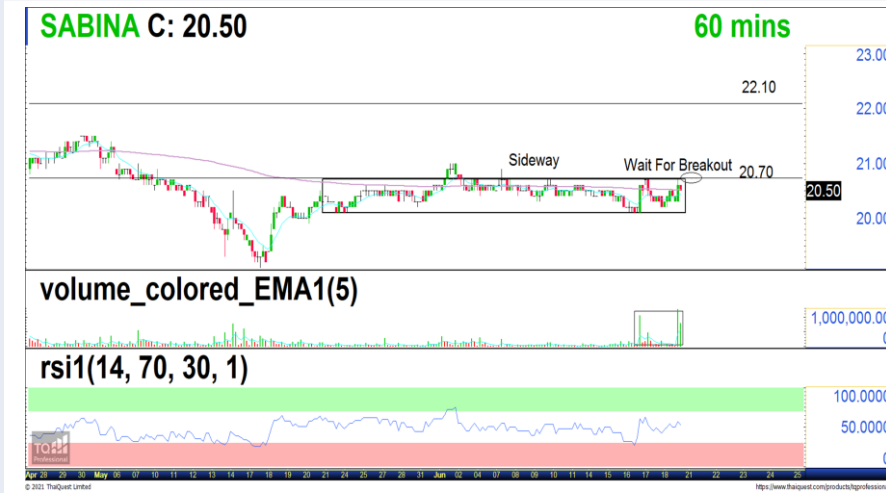 SABINA C: 20.50 60 mins
23.00
22.10
22.00
Sideway
Wait For Breakout
21.00
20.70
20.50
20.00
volume_colored_EMA1(5)
1,000,000.00
0
rsi1(14, 70, 30, 1)
100.0000
50.0000
0
TQ
Professional
Apr 28 29 30 May 06 07 10 11 12 13 14 17 18 19 20 21 24 25 27 28 31 Jun 02 04 07 08 09 10 11 14 15 16 17 18 21 22 23 24 25
© 2021 ThaiQuest Limited https://www.thaiquest.com/products/tqprofession